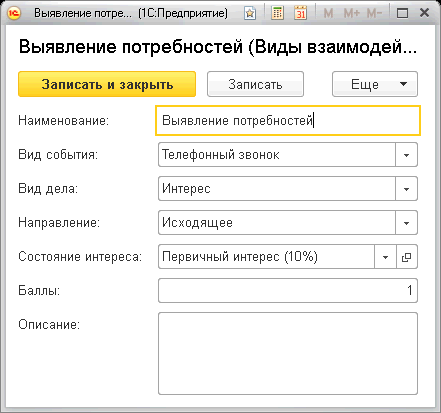 Выявление потре... (1С:Предприятие)
M M+ M-
Выявление потребностей (Виды взаимодей...
Записать и закрыть Записать Еще
Наименование: Выявление потребностей
Вид события: Телефонный звонок
Вид дела: Интерес
Направление: Исходящее
Состояние интереса: Первичный интерес (10%)
Баллы: 1
Описание: